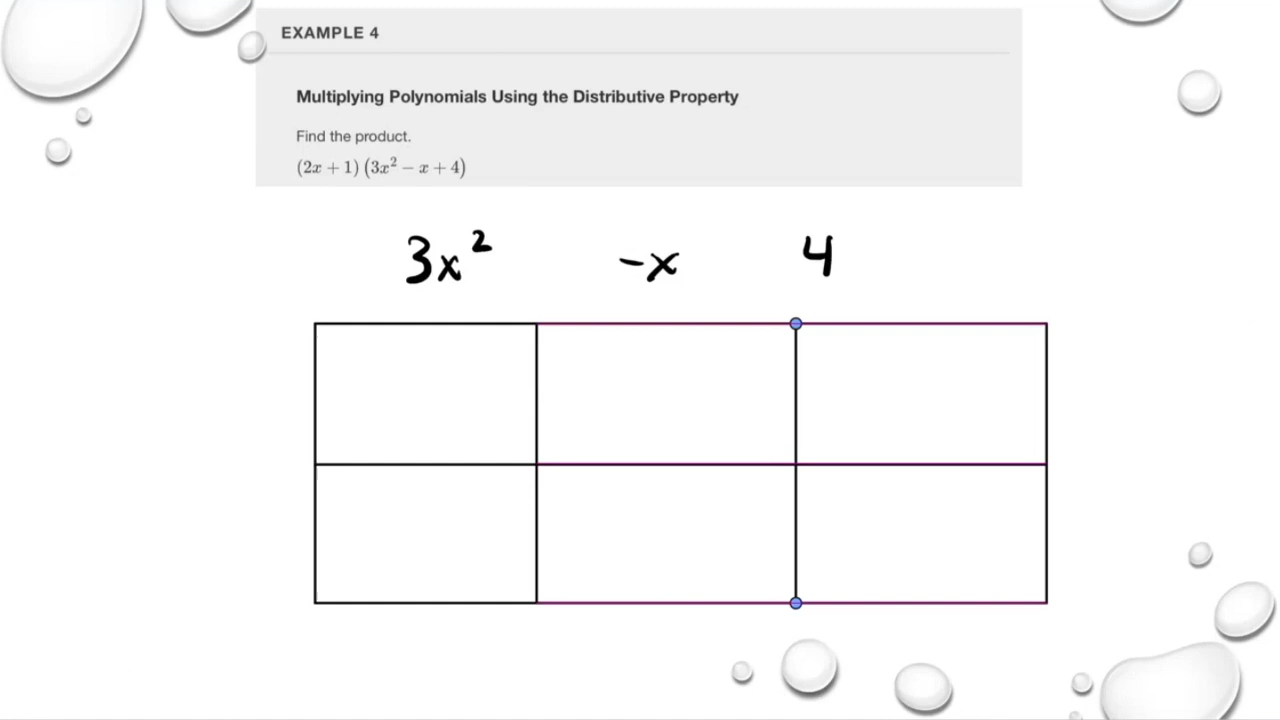 EXAMPLE 4
Multiplying Polynomials Using the Distributive Property
Find the product.
(2x + 1) (3x² − x + 4)
3x² -x 4